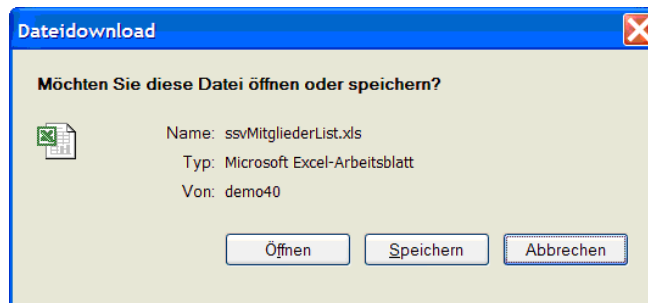 Dateidownload
Möchten Sie diese Datei öffnen oder speichern?
Name: ssvMitgliederList.xls
Typ: Microsoft Excel-Arbeitsblatt
Von: demo40
Öffnen Speichern Abbrechen